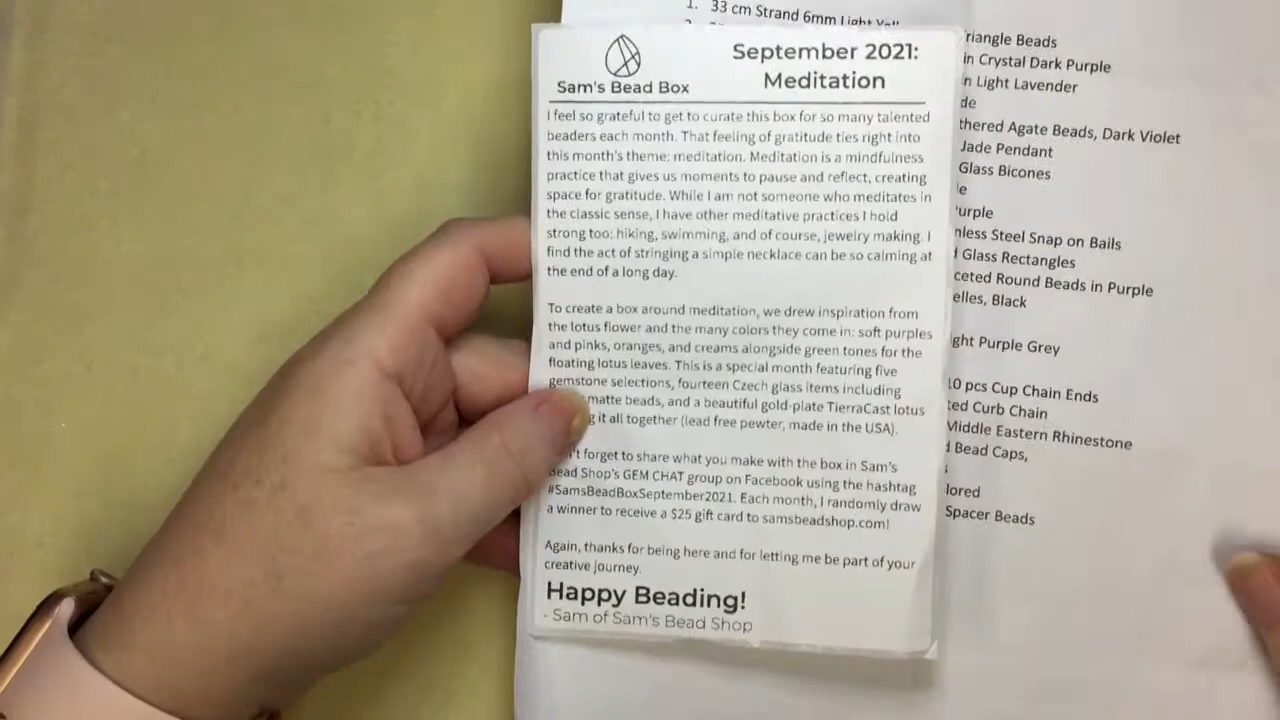 1. 33 cm Strand 6mm Light
September 2021:
Meditation
Sam's Bead Box
I feel so grateful to get to curate this box for so many talented
beaders each month. That feeling of gratitude ties right into
this month's theme: meditation. Meditation is a mindfulness
practice that gives us moments to pause and reflect, creating
space for gratitude. While I am not someone who meditates in
the classic sense, I have other meditative practices I hold
strong too: hiking, swimming, and of course, jewelry making. I
find the act of stringing a simple necklace can be so calming at
the end of a long day.
To create a box around meditation, we drew inspiration from
the lotus flower and the many colors they come in: soft purples
and pinks, oranges, and creams alongside green tones for the
floating lotus leaves. This is a special month featuring five
gemstone selections, fourteen Czech glass items including
matte beads, and a beautiful gold-plate TierraCast lotus
g it all together (lead free pewter, made in the USA).
't forget to share what you make with the box in Sam's
Bead Shop's GEM CHAT group on Facebook using the hashtag
#SamsBeadBoxSeptember2021. Each month, I randomly draw
a winner to receive a $25 gift card to samsbeadshop.com!
Again, thanks for being here and for letting me be part of your
creative journey.
Happy Beading!
- Sam of Sam's Bead Shop
riangle Beads
in Crystal Dark Purple
n Light Lavender
de
thered Agate Beads, Dark Violet
Jade Pendant
Glass Bicones
le
urple
nless Steel Snap on Bails
Glass Rectangles
ceted Round Beads in Purple
elles, Black
ght Purple Grey
10 pcs Cup Chain Ends
ted Curb Chain
Middle Eastern Rhinestone
Bead Caps,
lored
Spacer Beads